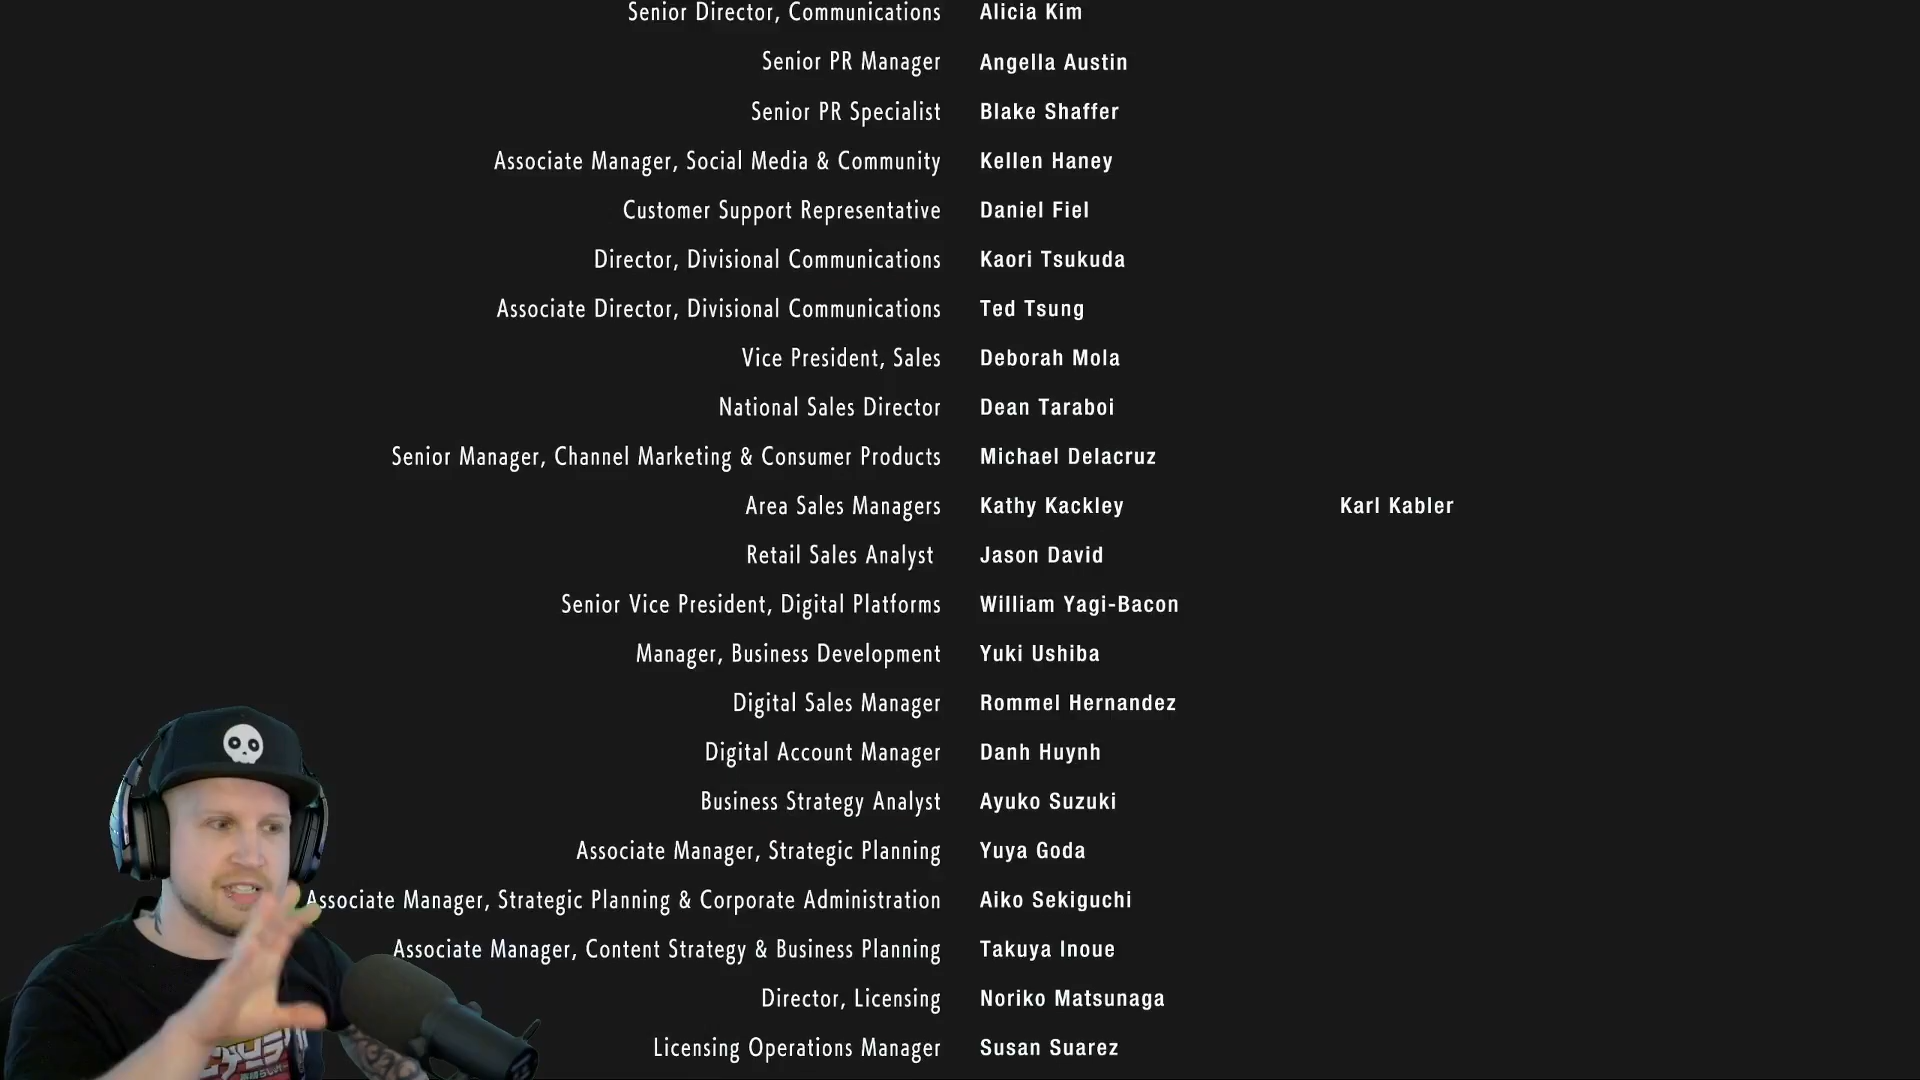 Senior Director, Communications Alicia Kim
Senior PR Manager Angella Austin
Senior PR Specialist Blake Shaffer
Associate Manager, Social Media & Community Kellen Haney
Customer Support Representative Daniel Fiel
Director, Divisional Communications Kaori Tsukuda
Associate Director, Divisional Communications Ted Tsung
Vice President, Sales Deborah Mola
National Sales Director Dean Taraboi
Senior Manager, Channel Marketing & Consumer Products Michael Delacruz
Area Sales Managers Kathy Kackley Karl Kabler
Retail Sales Analyst Jason David
Senior Vice President, Digital Platforms William Yagi-Bacon
Manager, Business Development Yuki Ushiba
Digital Sales Manager Rommel Hernandez
Digital Account Manager Danh Huynh
Business Strategy Analyst Ayuko Suzuki
Associate Manager, Strategic Planning Yuya Goda
Associate Manager, Strategic Planning & Corporate Administration Aiko Sekiguchi
Associate Manager, Content Strategy & Business Planning Takuya Inoue
Director, Licensing Noriko Matsunaga
Licensing Operations Manager Susan Suarez